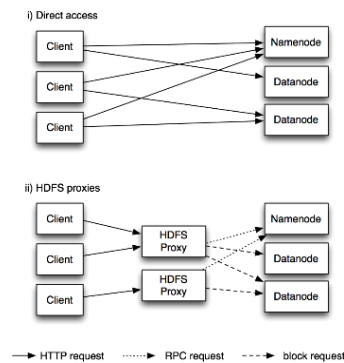 i) Direct access
Client
Namenode
Client
Datanode
Client
Datanode
ii) HDFS proxies
Client
Namenode
HDFS
Proxy
Client
Datanode
HDFS
Proxy
Client
Datanode
HTTP request
RPC request
block request